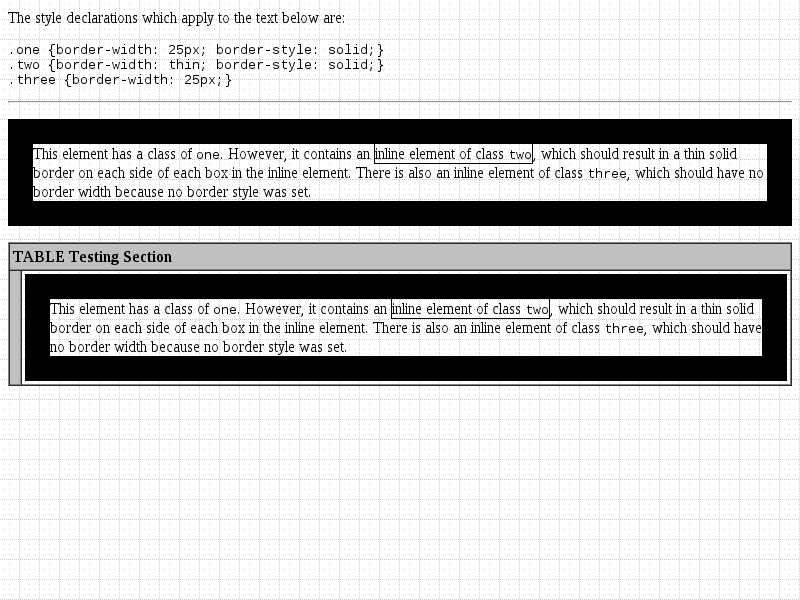 The style declarations which apply to the text below are:
.one {border-width: 25px; border-style: solid;}
.two {border-width: thin; border-style: solid;}
.three {border-width: 25px;}
This element has a class of one. However, it contains an inline element of class two, which should result in a thin solid
border on each side of each box in the inline element. There is also an inline element of class three, which should have no
border width because no border style was set.
TABLE Testing Section
This element has a class of one. However, it contains an inline element of class two, which should result in a thin solid
border on each side of each box in the inline element. There is also an inline element of class three, which should have
no border width because no border style was set.